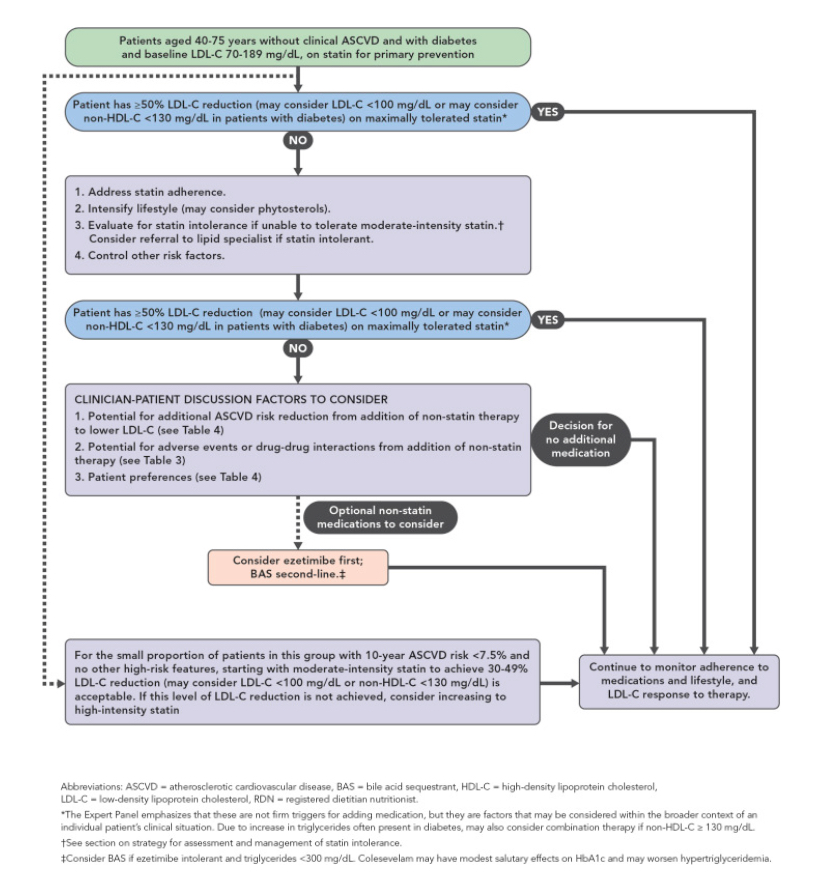 Patients aged 40-75 years without clinical ASCVD and with diabetes
and baseline LDL-C 70-189 mg/dL, on statin for primary prevention
Patient has ≥50% LDL-C reduction (may consider LDL-C <100 mg/dL or may consider
non-HDL-C <130 mg/dL in patients with diabetes) on maximally tolerated statin*
YES
NO
1. Address statin adherence.
2. Intensify lifestyle (may consider phytosterols).
3. Evaluate for statin intolerance if unable to tolerate moderate-intensity statin.†
Consider referral to lipid specialist if statin intolerant.
4. Control other risk factors.
Patient has ≥50% LDL-C reduction (may consider LDL-C <100 mg/dL or may consider
non-HDL-C <130 mg/dL in patients with diabetes) on maximally tolerated statin*
YES
NO
CLINICIAN-PATIENT DISCUSSION FACTORS TO CONSIDER
1. Potential for additional ASCVD risk reduction from addition of non-statin therapy
to lower LDL-C (see Table 4)
2. Potential for adverse events or drug-drug interactions from addition of non-statin
therapy (see Table 3)
3. Patient preferences (see Table 4)
Decision for
no additional
medication
Optional non-statin
medications to consider
Consider ezetimibe first;
BAS second-line.‡
For the small proportion of patients in this group with 10-year ASCVD risk <7.5% and
no other high-risk features, starting with moderate-intensity statin to achieve 30-49%
LDL-C reduction (may consider LDL-C <100 mg/dL or non-HDL-C <130 mg/dL) is
acceptable. If this level of LDL-C reduction is not achieved, consider increasing to
high-intensity statin
Continue to monitor adherence to
medications and lifestyle, and
LDL-C response to therapy.
Abbreviations: ASCVD = atherosclerotic cardiovascular disease, BAS = bile acid sequestrant, HDL-C = high-density lipoprotein cholesterol,
LDL-C = low-density lipoprotein cholesterol, RDN = registered dietitian nutritionist.
*The Expert Panel emphasizes that these are not firm triggers for adding medication, but they are factors that may be considered within the broader context of an
individual patient's clinical situation. Due to increase in triglycerides often present in diabetes, may also consider combination therapy if non-HDL-C ≥ 130 mg/dL.
†See section on strategy for assessment and management of statin intolerance.
‡Consider BAS if ezetimibe intolerant and triglycerides <300 mg/dL. Colesevelam may have modest salutary effects on HbA1c and may worsen hypertriglyceridemia.